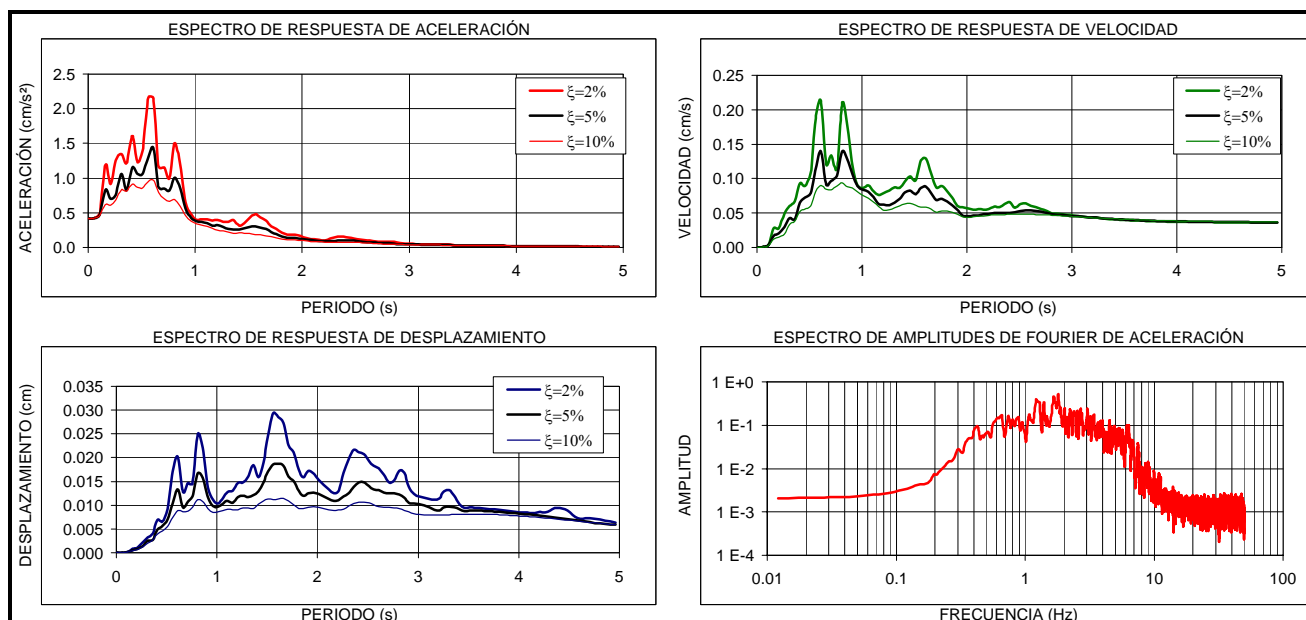 ESPECTRO DE RESPUESTA DE ACELERACIÓN
ACELERACIÓN (cm/s²)
2.5
2.0
1.5
1.0
0.5
0.0
0 1 2 3 4 5
PERIODO (s)
ξ=2%
ξ=5%
ξ=10%
ESPECTRO DE RESPUESTA DE VELOCIDAD
VELOCIDAD (cm/s)
0.25
0.20
0.15
0.10
0.05
0.00
0 1 2 3 4 5
PERIODO (s)
ξ=2%
ξ=5%
ξ=10%
ESPECTRO DE RESPUESTA DE DESPLAZAMIENTO
DESPLAZAMIENTO (cm)
0.035
0.030
0.025
0.020
0.015
0.010
0.005
0.000
0 1 2 3 4 5
PERIODO (s)
ξ=2%
ξ=5%
ξ=10%
ESPECTRO DE AMPLITUDES DE FOURIER DE ACELERACIÓN
AMPLITUD
1 E+0
1 E-1
1 E-2
1 E-3
1 E-4
0.01 0.1 1 10 100
FRECUENCIA (Hz)